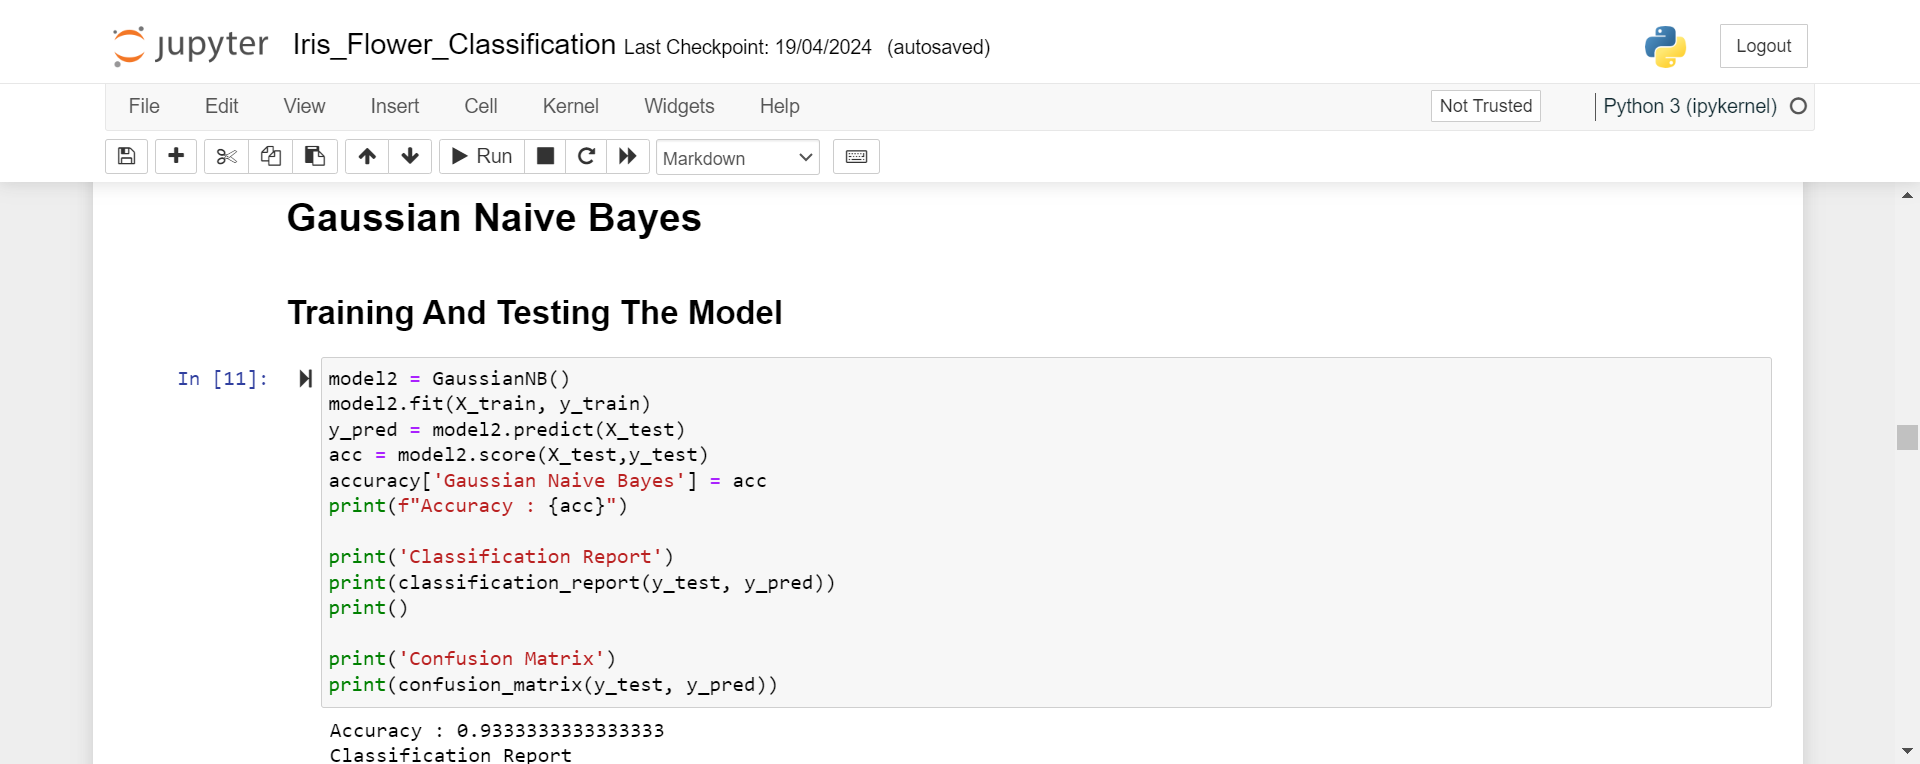 jupyter Iris_Flower_Classification Last Checkpoint: 19/04/2024 (autosaved) Logout
File Edit View Insert Cell Kernel Widgets Help Not Trusted Python 3 (ipykernel)
Run Markdown
Gaussian Naive Bayes
Training And Testing The Model
In [11]:
model2 = GaussianNB()
model2.fit(X_train, y_train)
y_pred = model2.predict(X_test)
acc = model2.score(X_test,y_test)
accuracy['Gaussian Naive Bayes'] = acc
print(f"Accuracy : {acc}")
print('Classification Report')
print(classification_report(y_test, y_pred))
print()
print('Confusion Matrix')
print(confusion_matrix(y_test, y_pred))
Accuracy : 0.9333333333333333
Classification Report